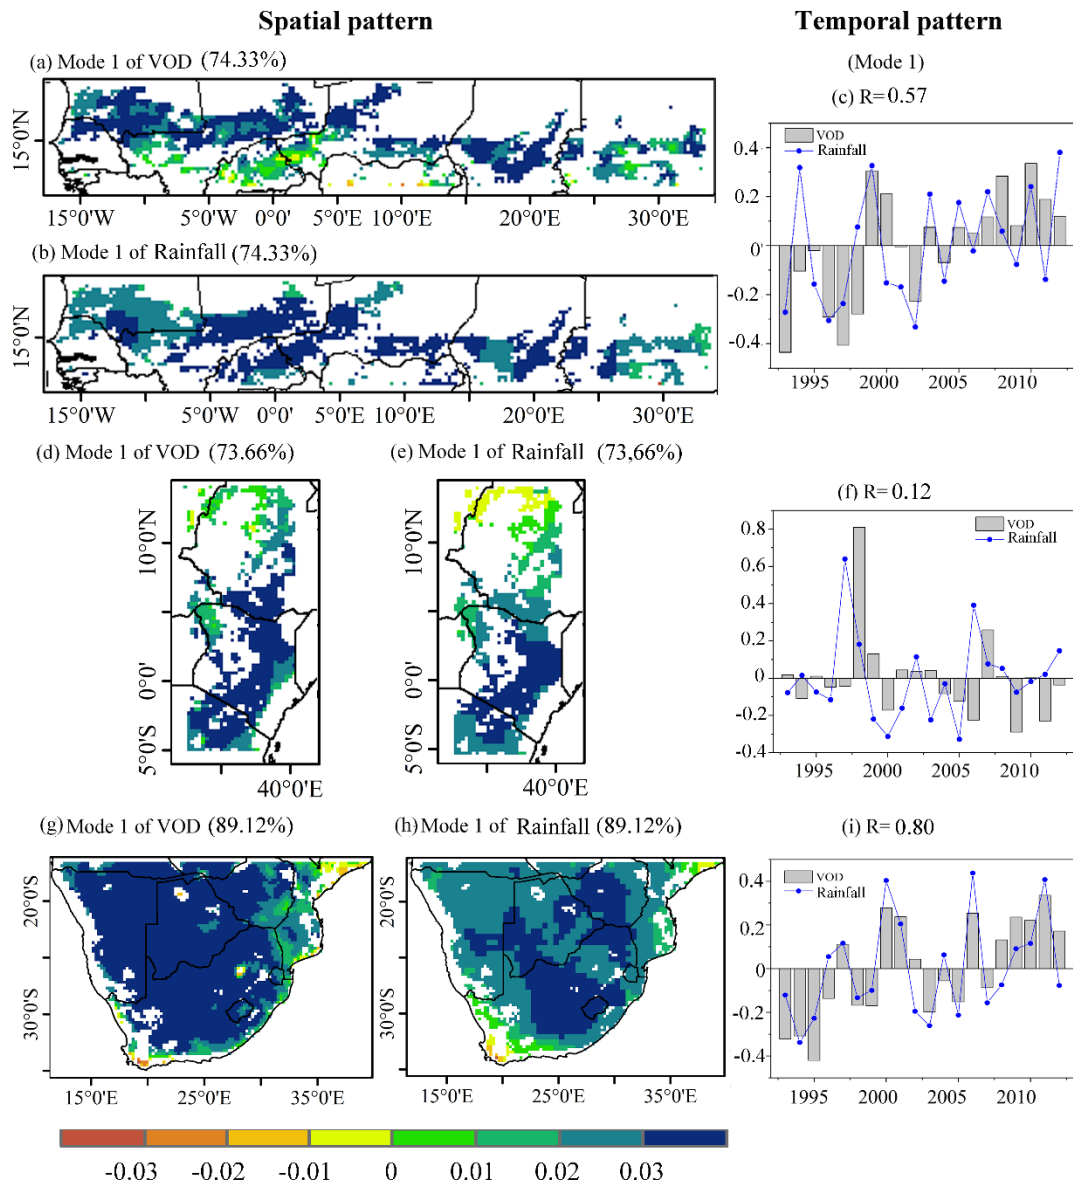 Spatial pattern
Temporal pattern
(a) Mode 1 of VOD (74.33%)
(Mode 1)
(c) R= 0.57
15°0'N
15°0'W 5°0'W 0°0' 5°0'E 10°0'E 20°0'E 30°0'E
VOD
Rainfall
0.4
0.2
0
-0.2
-0.4
1995 2000 2005 2010
(b) Mode 1 of Rainfall (74.33%)
15°0'N
15°0'W 5°0'W 0°0' 5°0'E 10°0'E 20°0'E 30°0'E
(d) Mode 1 of VOD (73.66%)
(e) Mode 1 of Rainfall (73,66%)
(f) R= 0.12
10°0'N
0°0'
5°0'S
40°0'E
10°0'N
0°0'
5°0'S
40°0'E
VOD
Rainfall
0.8
0.6
0.4
0.2
0
-0.2
-0.4
1995 2000 2005 2010
(g) Mode 1 of VOD (89.12%)
(h) Mode 1 of Rainfall (89.12%)
(i) R= 0.80
20°0'S
30°0'S
15°0'E 25°0'E 35°0'E
20°0'S
30°0'S
15°0'E 25°0'E 35°0'E
VOD
Rainfall
0.4
0.2
0
-0.2
-0.4
1995 2000 2005 2010
-0.03 -0.02 -0.01 0 0.01 0.02 0.03